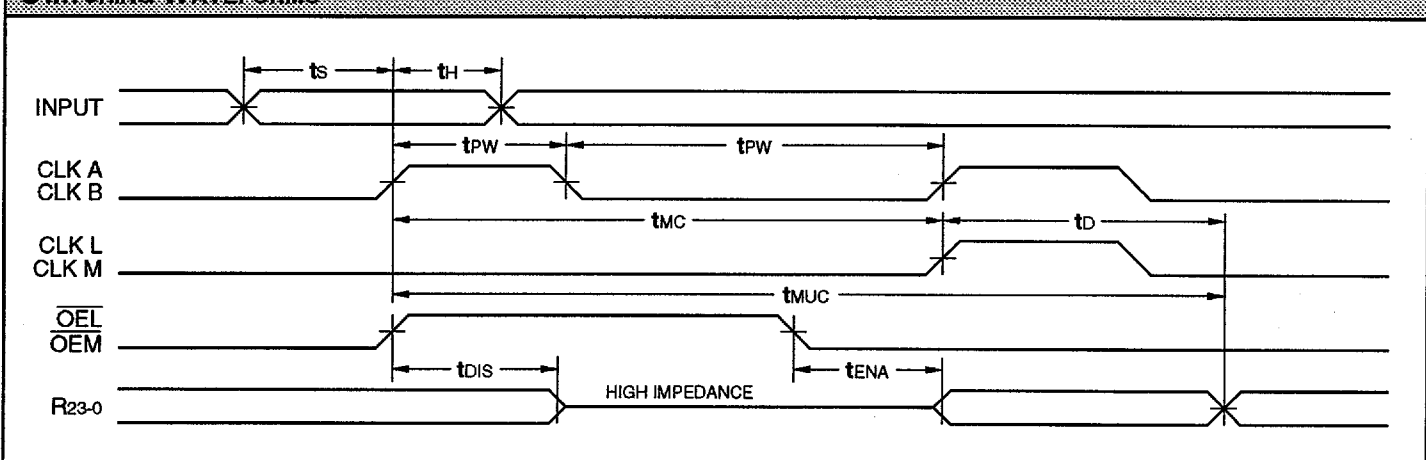 tS tH
INPUT
tPW tPW
CLK A
CLK B
tMC tD
CLK L
CLK M
tMUC
OEL
OEM
tDIS tENA
HIGH IMPEDANCE
R23-0